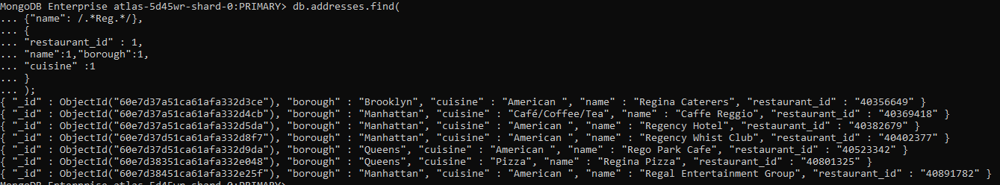 MongoDB Enterprise atlas-5d45wr-shard-0:PRIMARY> db.addresses.find(
... {"name": /.*Reg.*/},
... {
... "restaurant_id" : 1,
... "name":1,"borough":1,
... "cuisine" :1
... }
... );
{ "_id" : ObjectId("60e7d37a51ca61afa332d3ce"), "borough" : "Brooklyn", "cuisine" : "American ", "name" : "Regina Caterers", "restaurant_id" : "40356649" }
{ "_id" : ObjectId("60e7d37a51ca61afa332d4cb"), "borough" : "Manhattan", "cuisine" : "Café/Coffee/Tea", "name" : "Caffe Reggio", "restaurant_id" : "40369418" }
{ "_id" : ObjectId("60e7d37a51ca61afa332d5da"), "borough" : "Manhattan", "cuisine" : "American ", "name" : "Regency Hotel", "restaurant_id" : "40382679" }
{ "_id" : ObjectId("60e7d37d51ca61afa332d8f7"), "borough" : "Manhattan", "cuisine" : "American ", "name" : "Regency Whist Club", "restaurant_id" : "40402377" }
{ "_id" : ObjectId("60e7d37d51ca61afa332d9da"), "borough" : "Queens", "cuisine" : "American ", "name" : "Rego Park Cafe", "restaurant_id" : "40523342" }
{ "_id" : ObjectId("60e7d38351ca61afa332e048"), "borough" : "Queens", "cuisine" : "Pizza", "name" : "Regina Pizza", "restaurant_id" : "40801325" }
{ "_id" : ObjectId("60e7d38451ca61afa332e25f"), "borough" : "Manhattan", "cuisine" : "American ", "name" : "Regal Entertainment Group", "restaurant_id" : "40891782" }
MongoDB Enterprise atlas-5d45wr-shard-0:PRIMARY>